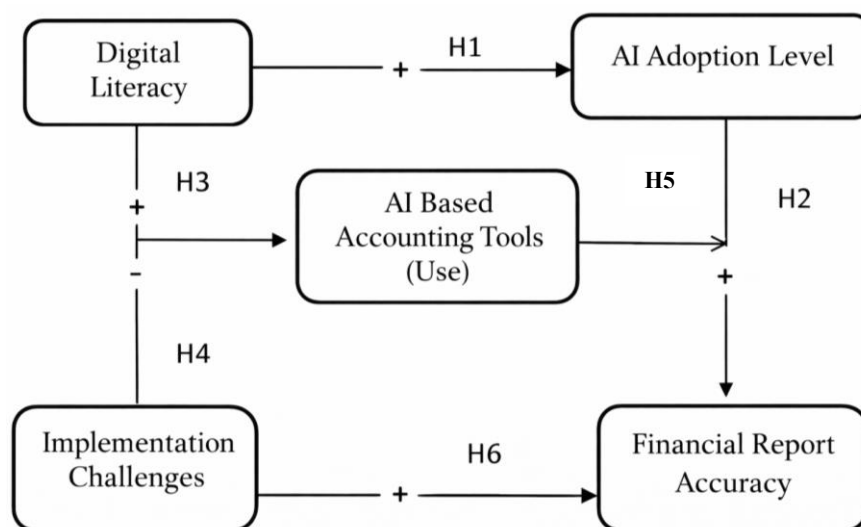 Digital
Literacy
+
H1
AI Adoption Level
H3
+
-
AI Based
Accounting Tools
(Use)
H5
H2
+
H4
Implementation
Challenges
+
H6
Financial Report
Accuracy